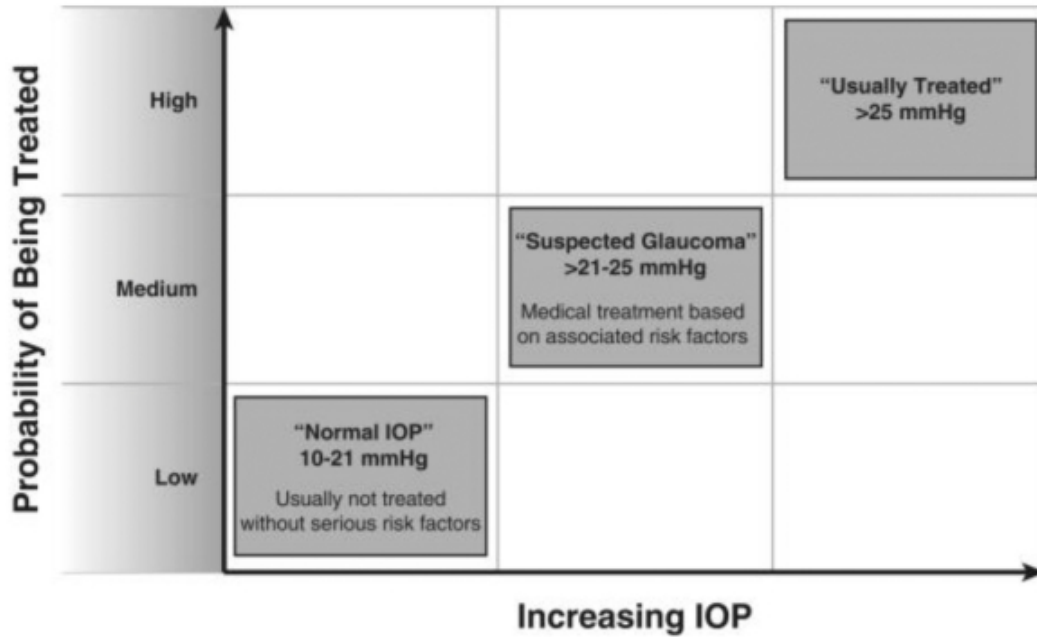 Probability of Being Treated
High
Medium
Low
“Usually Treated”
>25 mmHg
“Suspected Glaucoma”
>21-25 mmHg
Medical treatment based
on associated risk factors
“Normal IOP”
10-21 mmHg
Usually not treated
without serious risk factors
Increasing IOP